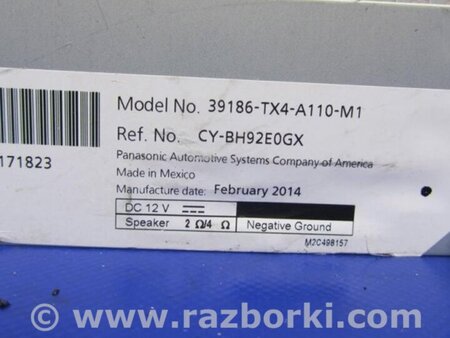 Model No. 39186-TX4-A110-M1
Ref. No. CY-BH92E0GX
171823
Panasonic Automotive Systems Company of America
Made in Mexico
Manufacture date: February 2014
DC 12 V
Speaker 2 Ω/4 Ω Negative Ground
M2C498157
www.razborki.com